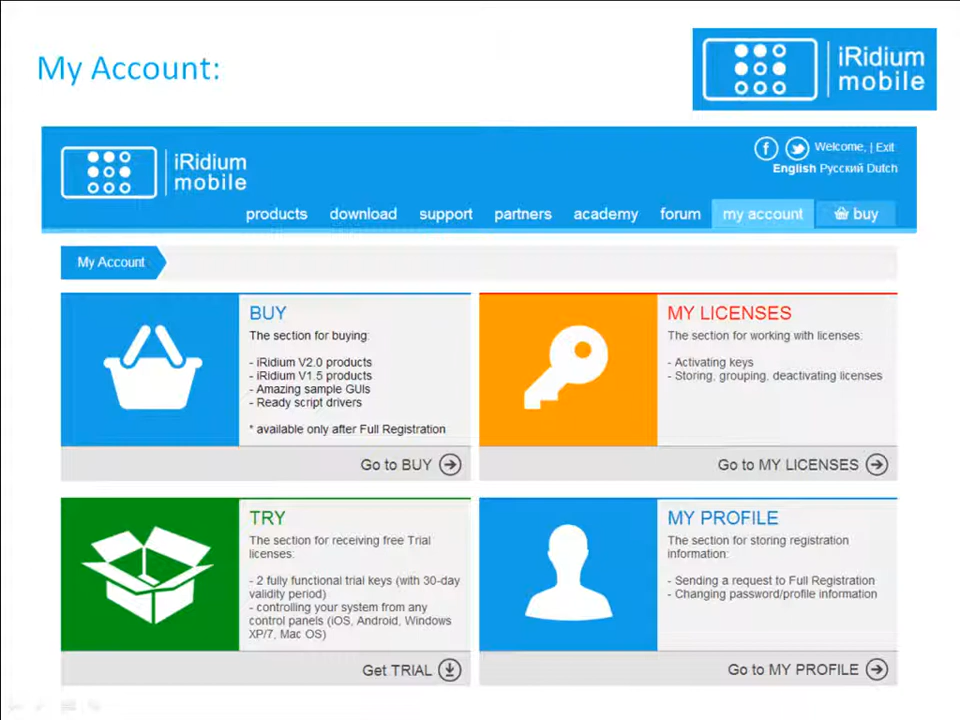 My Account:
iRidium
mobile
iRidium
mobile
Welcome, | Exit
English Русский Dutch
products download support partners academy forum my account buy
My Account
BUY
The section for buying:
- iRidium V2.0 products
- iRidium V1.5 products
- Amazing sample GUIs
- Ready script drivers
* available only after Full Registration
Go to BUY
MY LICENSES
The section for working with licenses:
- Activating keys
- Storing, grouping, deactivating licenses
Go to MY LICENSES
TRY
The section for receiving free Trial
licenses:
- 2 fully functional trial keys (with 30-day
validity period)
- controlling your system from any
control panels (iOS, Android, Windows
XP/7, Mac OS)
Get TRIAL
MY PROFILE
The section for storing registration
information:
- Sending a request to Full Registration
- Changing password/profile information
Go to MY PROFILE